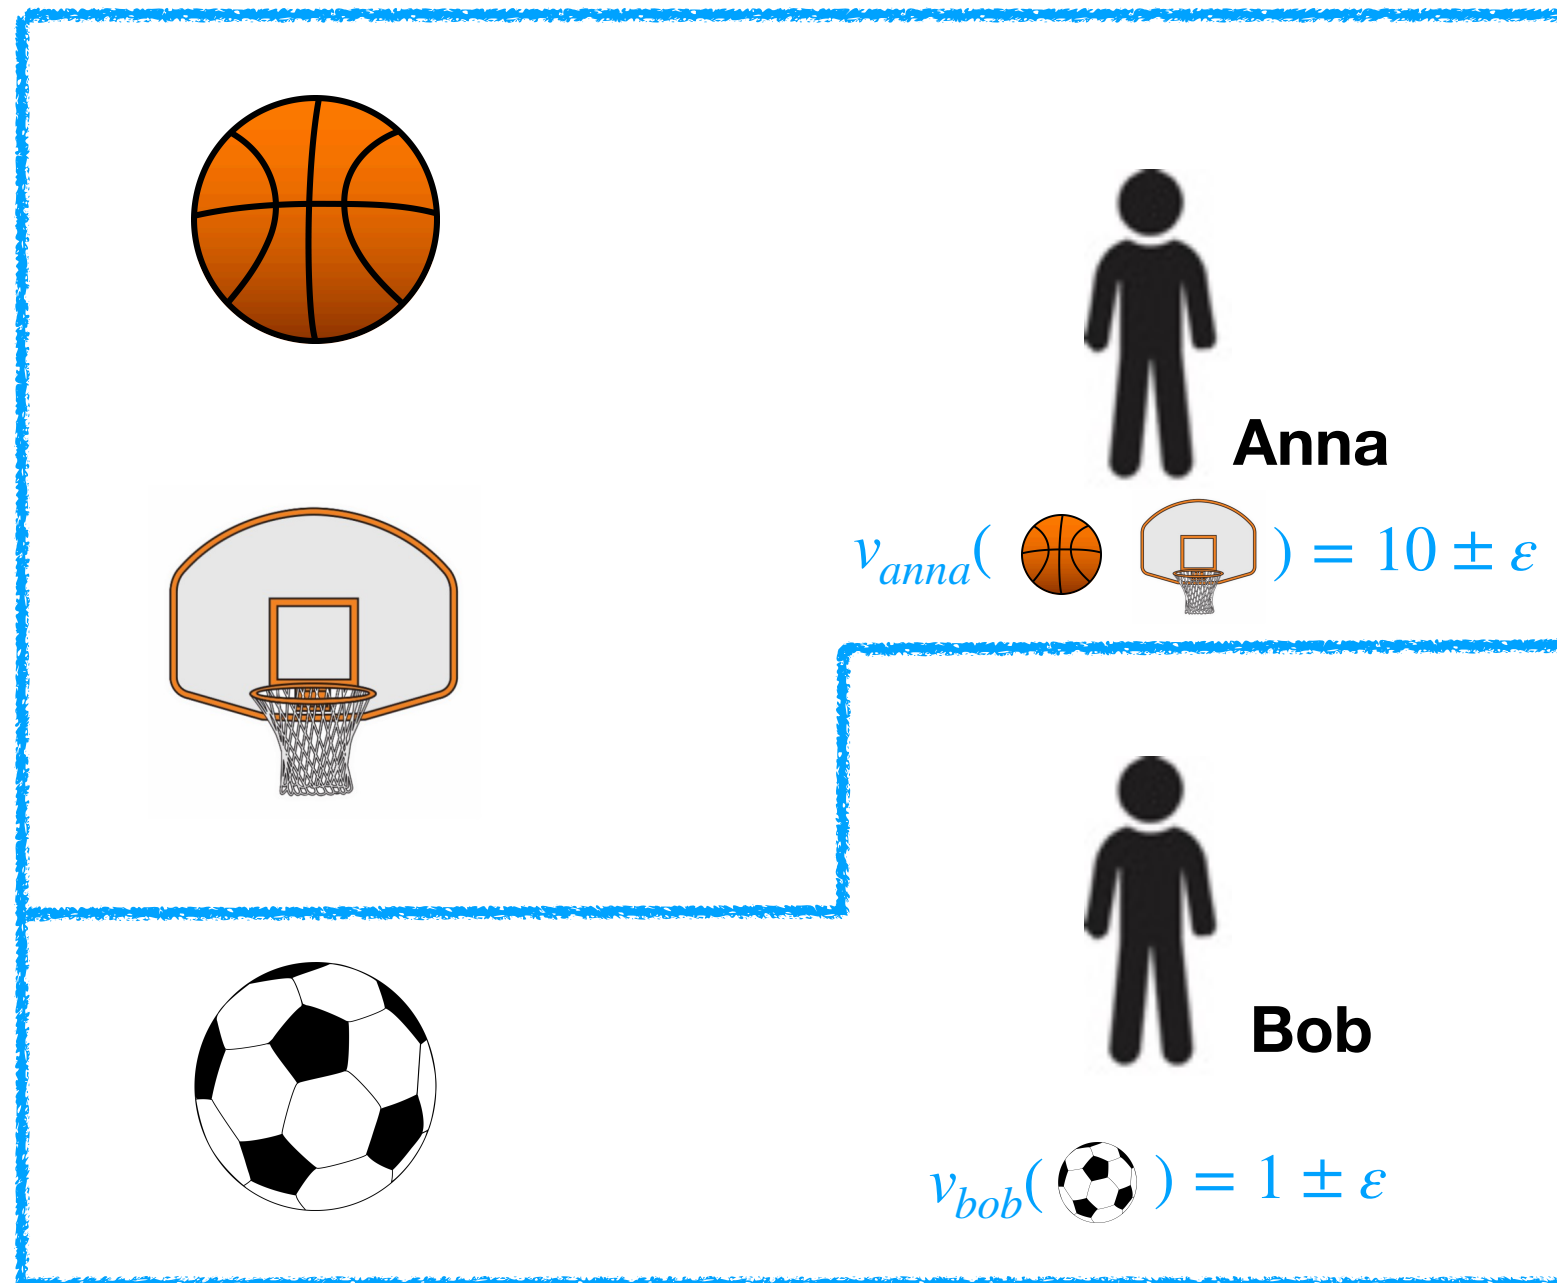 Anna
v_anna( ) = 10 ± ε
Bob
v_bob( ) = 1 ± ε